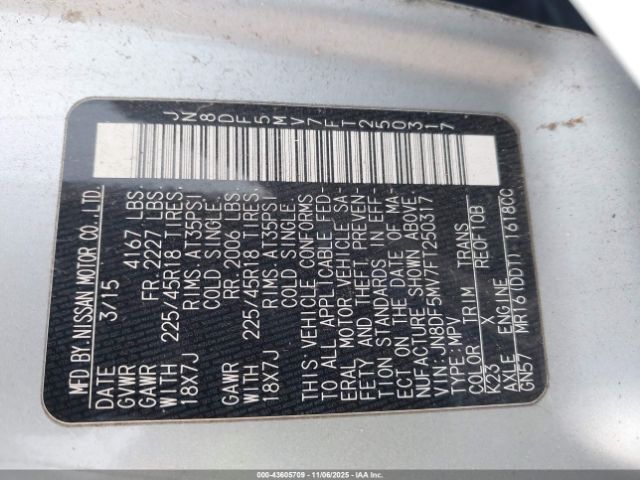 JN8DF5MV7FT250317
MFD BY NISSAN MOTOR CO.,LTD.
3/15
GVWR 4167 LBS.
GAWR FR.2227 LBS.
WITH 225/45R18 TIRES.
18X7J RIMS AT35PSI
COLD SINGLE.
GAWR RR.2006 LBS.
WITH 225/45R18 TIRES.
18X7J RIMS AT35PSI
COLD SINGLE.
THIS VEHICLE CONFORMS
TO ALL APPLICABLE FED-
ERAL MOTOR VEHICLE SA-
FETY AND THEFT PREVEN-
TION STANDARDS IN EFF-
ECT ON THE DATE OF MA-
NUFACTURE SHOWN ABOVE.
VIN:JN8DF5MV7FT250317
TYPE:MPV
COLOR TRIM TRANS
K23 X RE0F10B
AXLE ENGINE
GN57 MR16(DDT) 1618CC
000-43605709 - 11/06/2025 - IAAI.COM